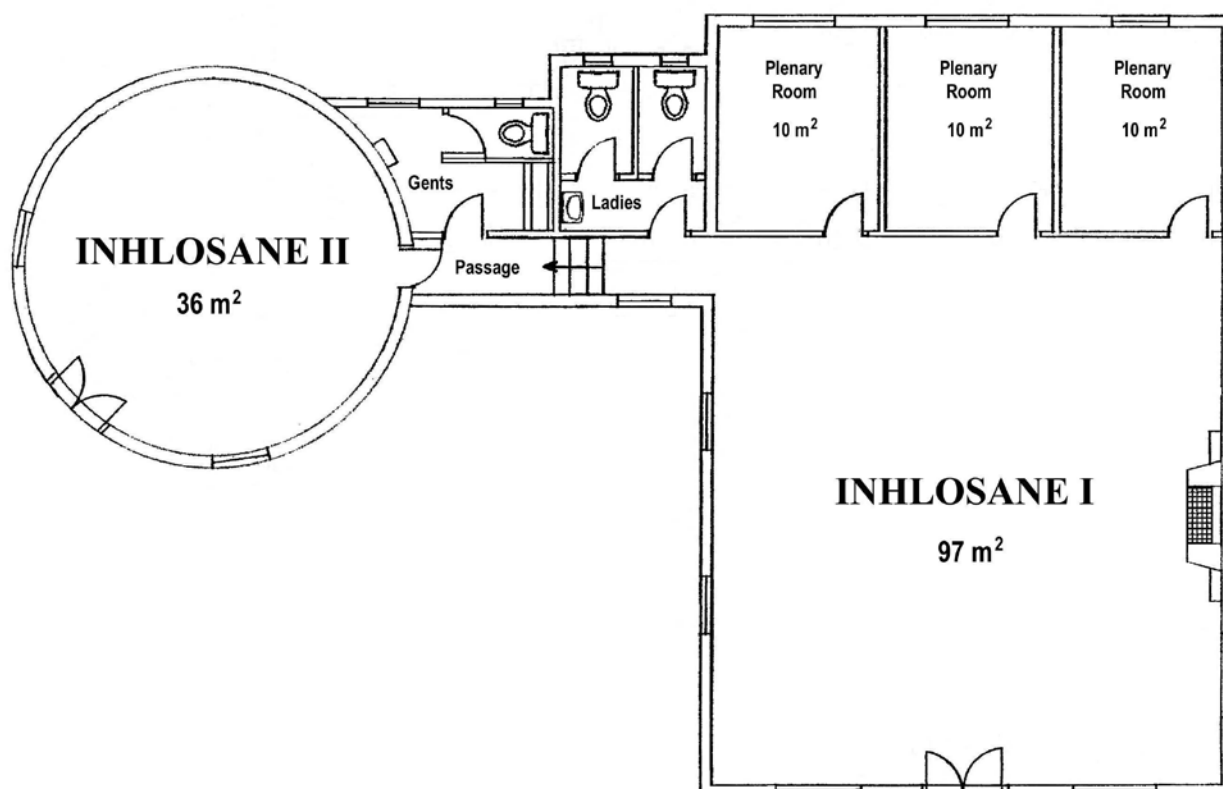 Plenary
Room
10 m²
Plenary
Room
10 m²
Plenary
Room
10 m²
Gents
Ladies
INHLOSANE II
36 m²
Passage
INHLOSANE I
97 m²